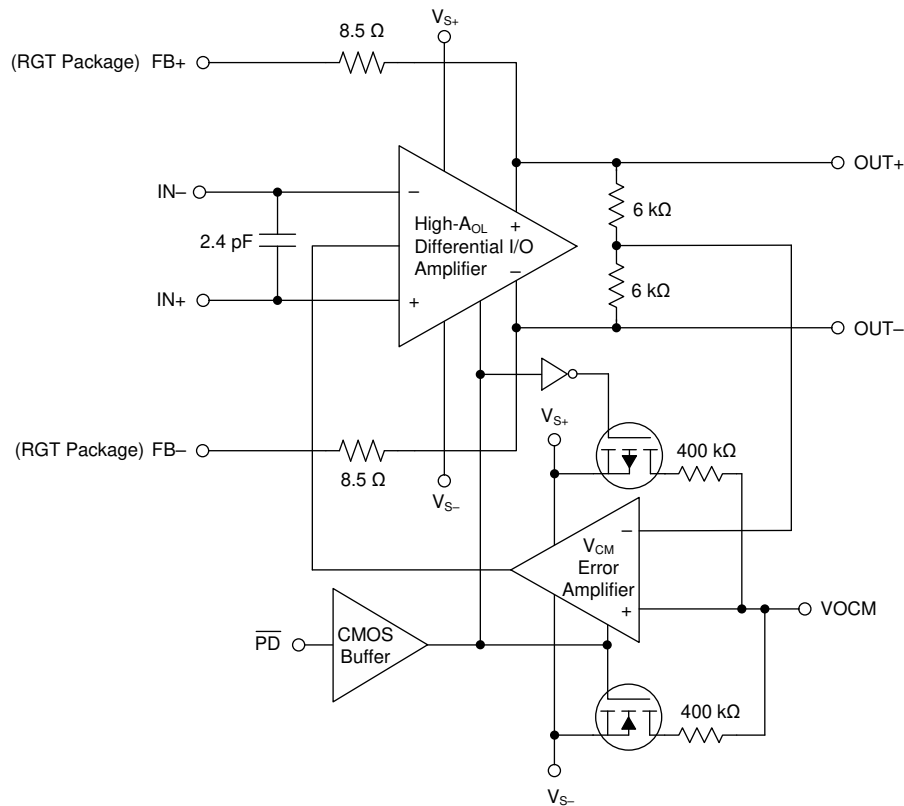 V_S+
8.5 Ω
(RGT Package) FB+
OUT+
IN–
–
High-A_OL
Differential I/O
Amplifier
+
–
6 kΩ
2.4 pF
6 kΩ
IN+
+
OUT–
V_S+
(RGT Package) FB–
8.5 Ω
400 kΩ
V_S–
–
V_CM
Error
Amplifier
+
VOCM
P̅D̅
CMOS
Buffer
400 kΩ
V_S–